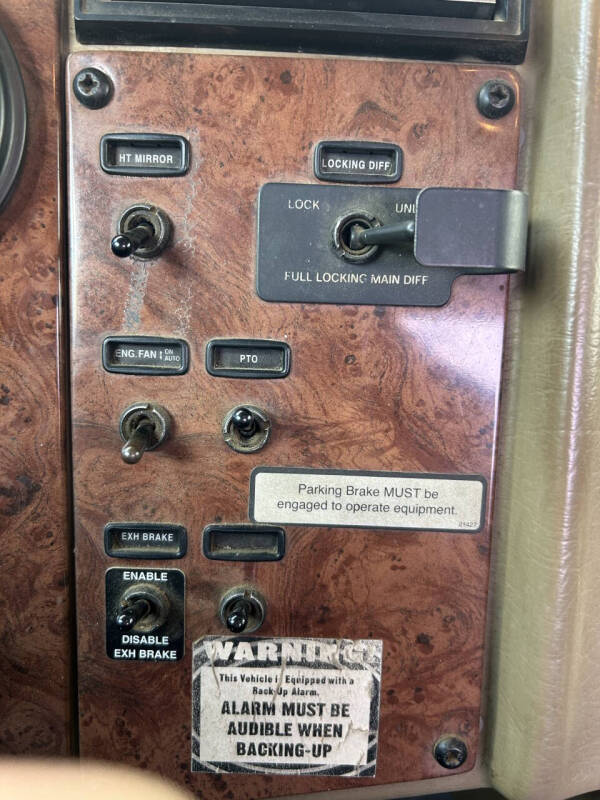 HT MIRROR
LOCKING DIFF
LOCK
FULL LOCKING MAIN DIFF
ENG. FAN ON
AUTO
PTO
Parking Brake MUST be
engaged to operate equipment.
EXH BRAKE
ENABLE
DISABLE
EXH BRAKE
WARNING!
This Vehicle is Equipped with a
Back-Up Alarm.
ALARM MUST BE
AUDIBLE WHEN
BACKING-UP